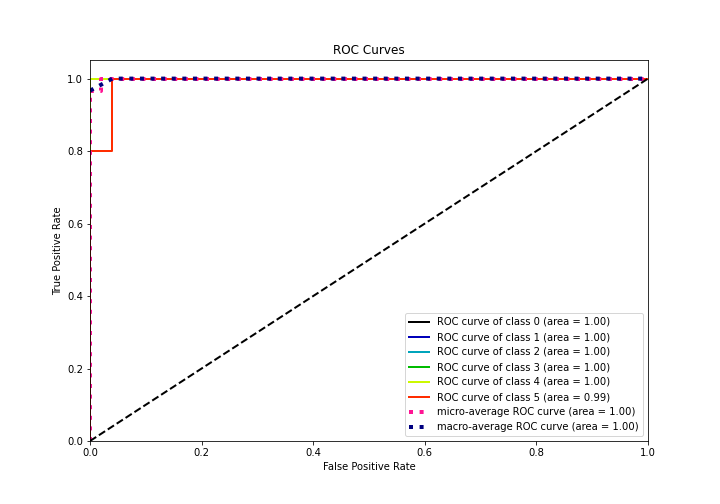 ROC Curves
True Positive Rate
1.0
0.8
0.6
0.4
0.2
0.0
0.0 0.2 0.4 0.6 0.8 1.0
False Positive Rate
ROC curve of class 0 (area = 1.00)
ROC curve of class 1 (area = 1.00)
ROC curve of class 2 (area = 1.00)
ROC curve of class 3 (area = 1.00)
ROC curve of class 4 (area = 1.00)
ROC curve of class 5 (area = 0.99)
micro-average ROC curve (area = 1.00)
macro-average ROC curve (area = 1.00)